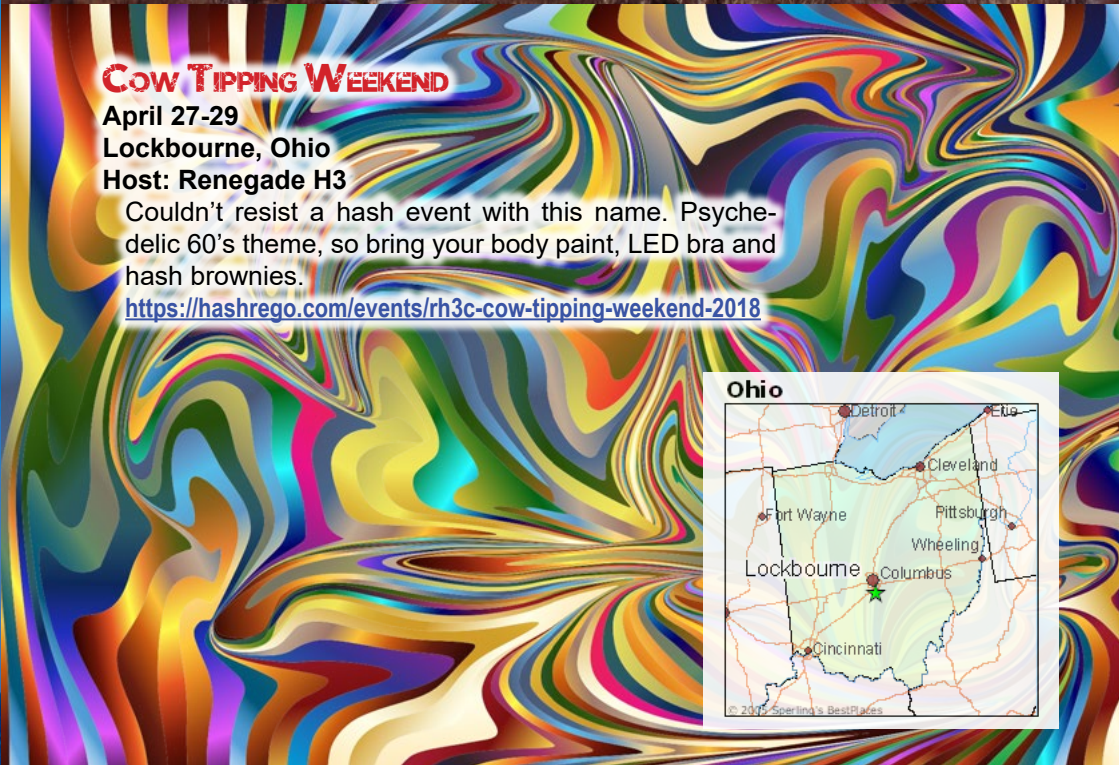 Cow Tipping Weekend
April 27-29
Lockbourne, Ohio
Host: Renegade H3
Couldn’t resist a hash event with this name. Psyche-
delic 60’s theme, so bring your body paint, LED bra and
hash brownies.
https://hashrego.com/events/rh3c-cow-tipping-weekend-2018
Ohio
Detroit
Erie
Cleveland
Fort Wayne
Pittsburgh
Wheeling
Lockbourne
Columbus
Cincinnati
© 2005 Sperling's BestPlaces